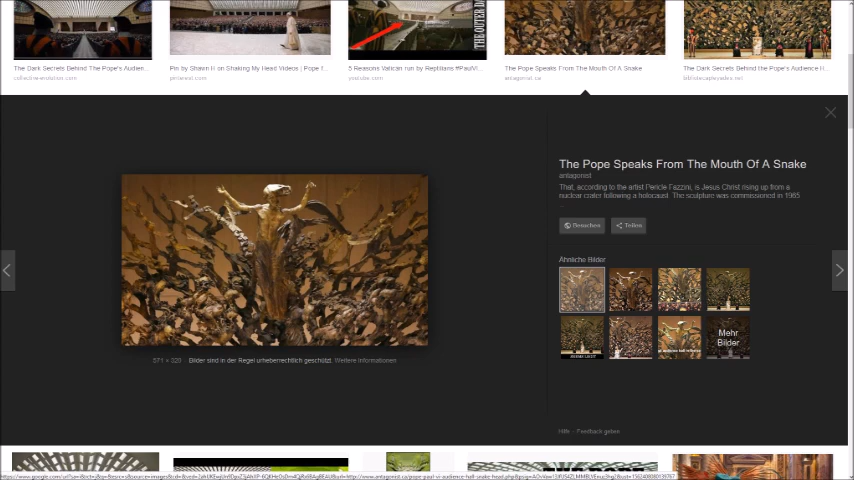 The Dark Secrets Behind The Pope's Audien...
collective-evolution.com
Pin by Shawn II on Shaking My Head Videos | Pope f...
pinterest.com
THE OUTER D
5 Reasons Vatican run by Reptilians #PaulVI...
youtube.com
The Pope Speaks From The Mouth Of A Snake
antagonist.ca
The Dark Secrets Behind the Pope's Audience H...
bibliotecapleyades.net
The Pope Speaks From The Mouth Of A Snake
antagonist
That, according to the artist Pericle Fazzini, is Jesus Christ rising up from a
nuclear crater following a holocaust. The sculpture was commissioned in 1965
Besuchen
Teilen
Ähnliche Bilder
Mehr
Bilder
571 × 320 · Bilder sind in der Regel urheberrechtlich geschützt. Weitere Informationen
Hilfe · Feedback geben